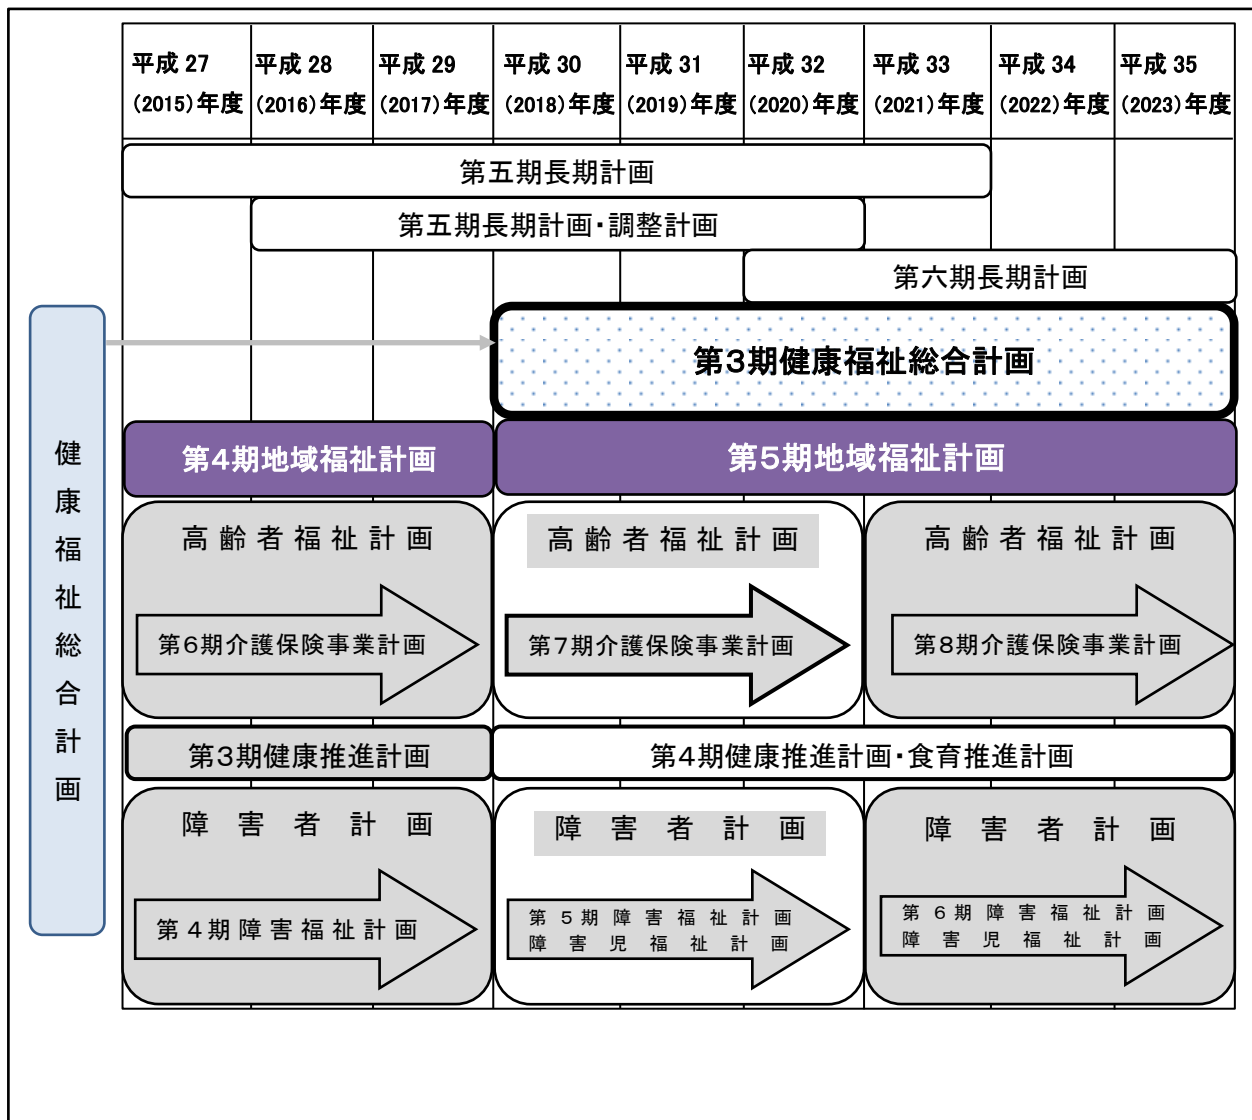 平成 27 平成 28 平成 29 平成 30 平成 31 平成 32 平成 33 平成 34 平成 35
(2015)年度 (2016)年度 (2017)年度 (2018)年度 (2019)年度 (2020)年度 (2021)年度 (2022)年度 (2023)年度
第五期長期計画
第五期長期計画・調整計画
第六期長期計画
健康福祉総合計画
第3期健康福祉総合計画
第4期地域福祉計画 第5期地域福祉計画
高齢者福祉計画 高齢者福祉計画 高齢者福祉計画
第6期介護保険事業計画 第7期介護保険事業計画 第8期介護保険事業計画
第3期健康推進計画 第4期健康推進計画・食育推進計画
障害者計画 障害者計画 障害者計画
第4期障害福祉計画
第5期障害福祉計画
障害児福祉計画
第6期障害福祉計画
障害児福祉計画